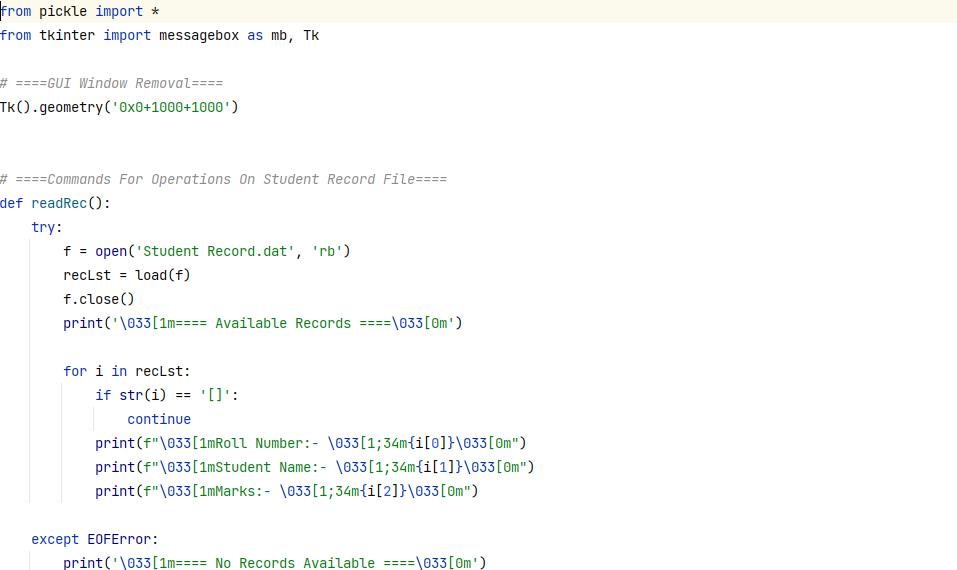 from pickle import *
from tkinter import messagebox as mb, Tk
# ====GUI Window Removal====
Tk().geometry('0x0+1000+1000')
# ====Commands For Operations On Student Record File====
def readRec():
    try:
        f = open('Student Record.dat', 'rb')
        recLst = load(f)
        f.close()
        print('\033[1m==== Available Records ====\033[0m')
        for i in recLst:
            if str(i) == '[]':
                continue
            print(f"\033[1mRoll Number:- \033[1;34m{i[0]}\033[0m")
            print(f"\033[1mStudent Name:- \033[1;34m{i[1]}\033[0m")
            print(f"\033[1mMarks:- \033[1;34m{i[2]}\033[0m")
    except EOFError:
        print('\033[1m==== No Records Available ====\033[0m')